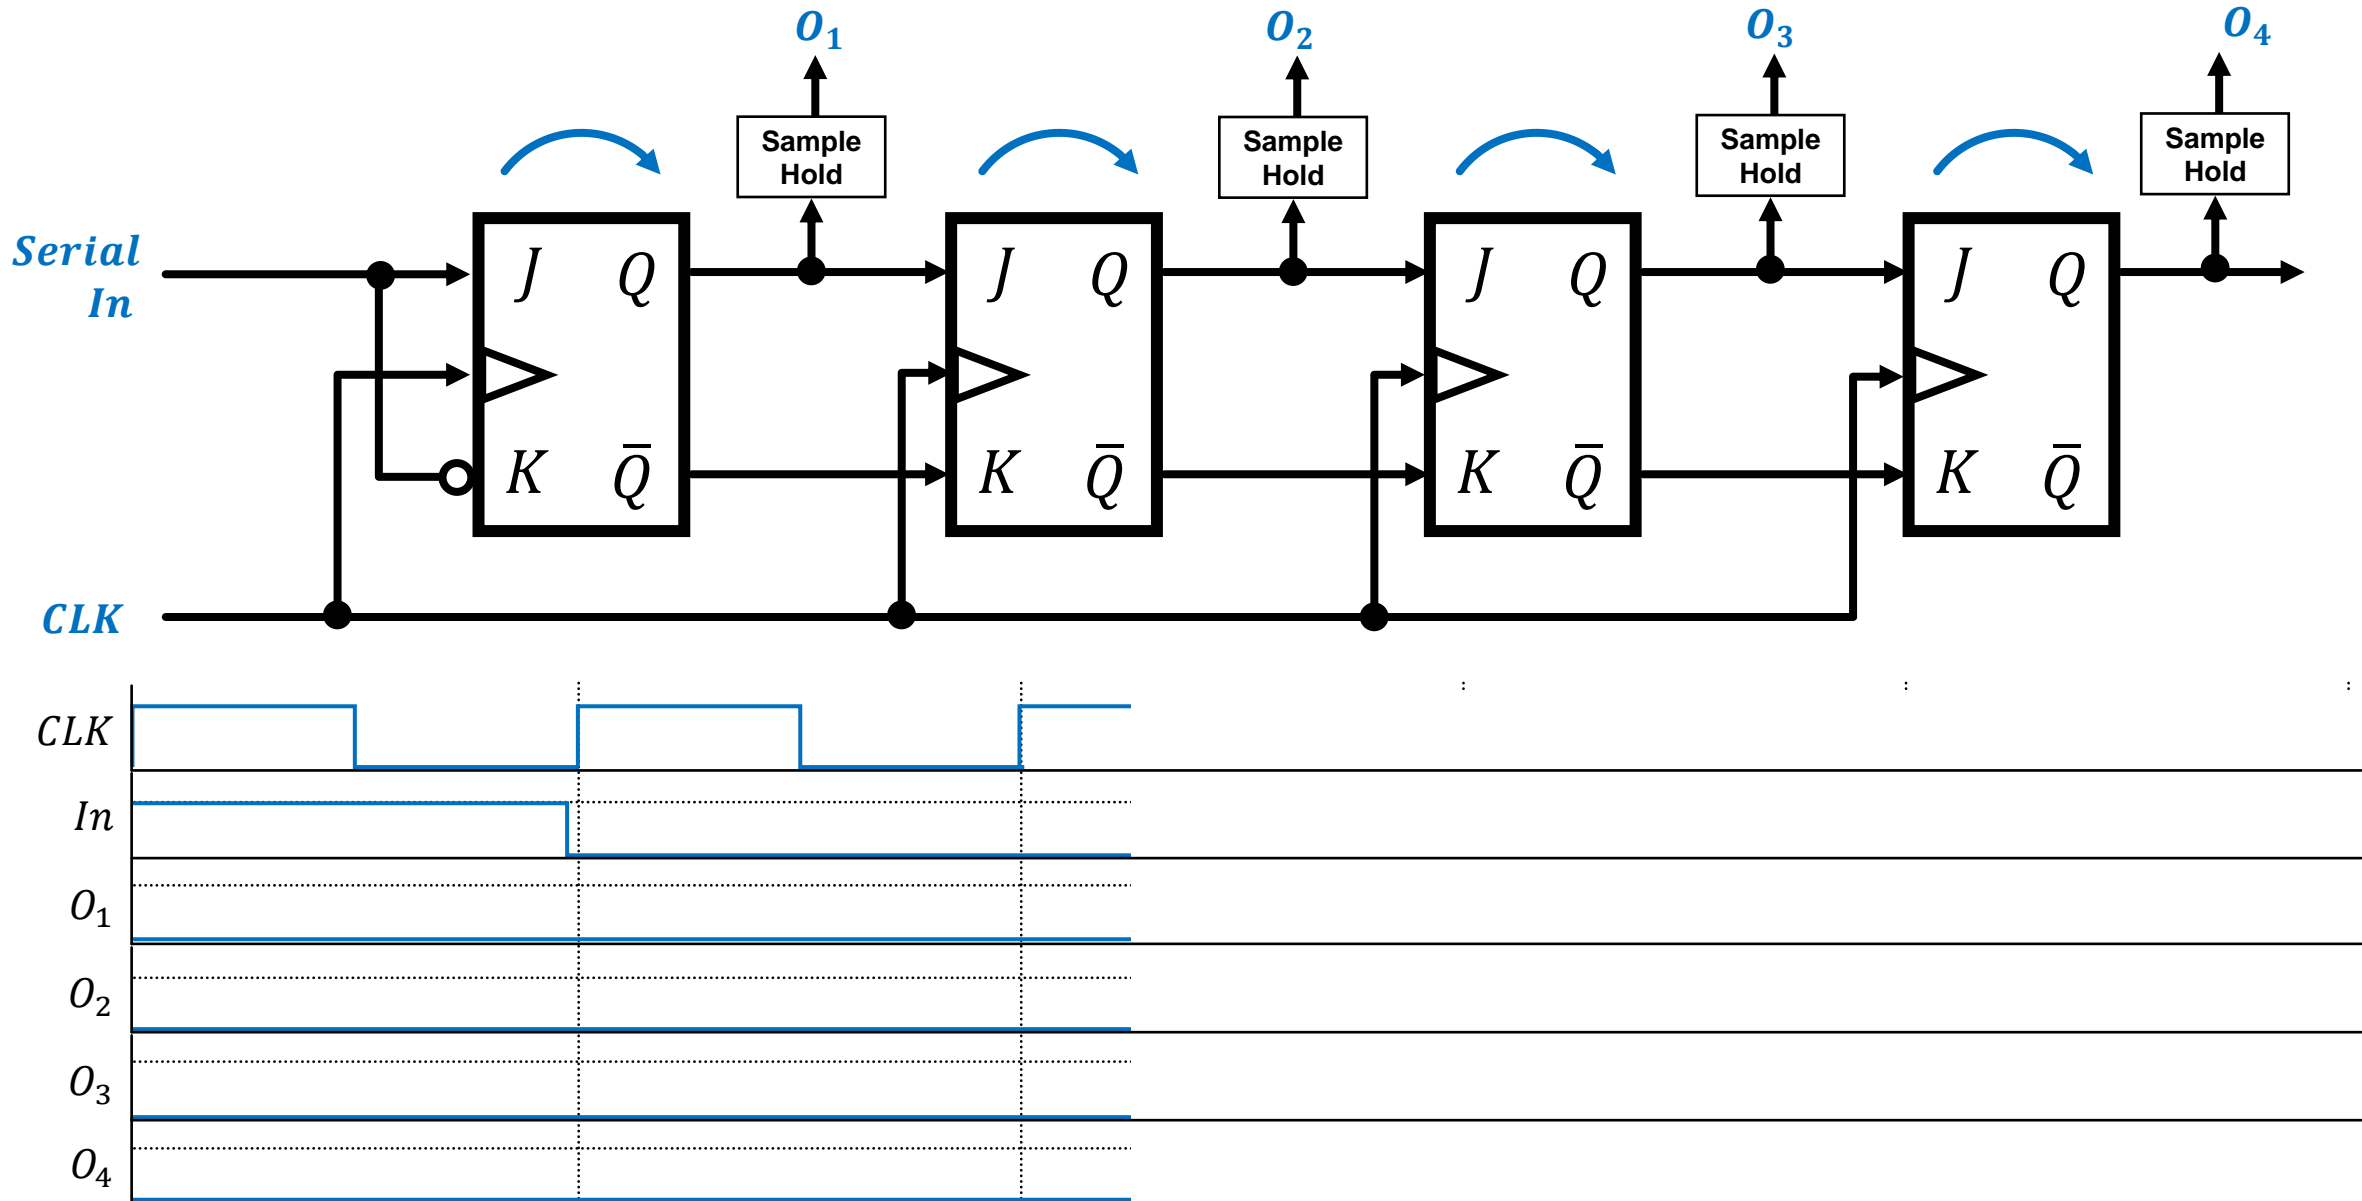 O₁ O₂ O₃ O₄
Sample Hold
Sample Hold
Sample Hold
Sample Hold
Serial In
J Q
K Q̅
J Q
K Q̅
J Q
K Q̅
J Q
K Q̅
CLK
CLK
In
O₁
O₂
O₃
O₄